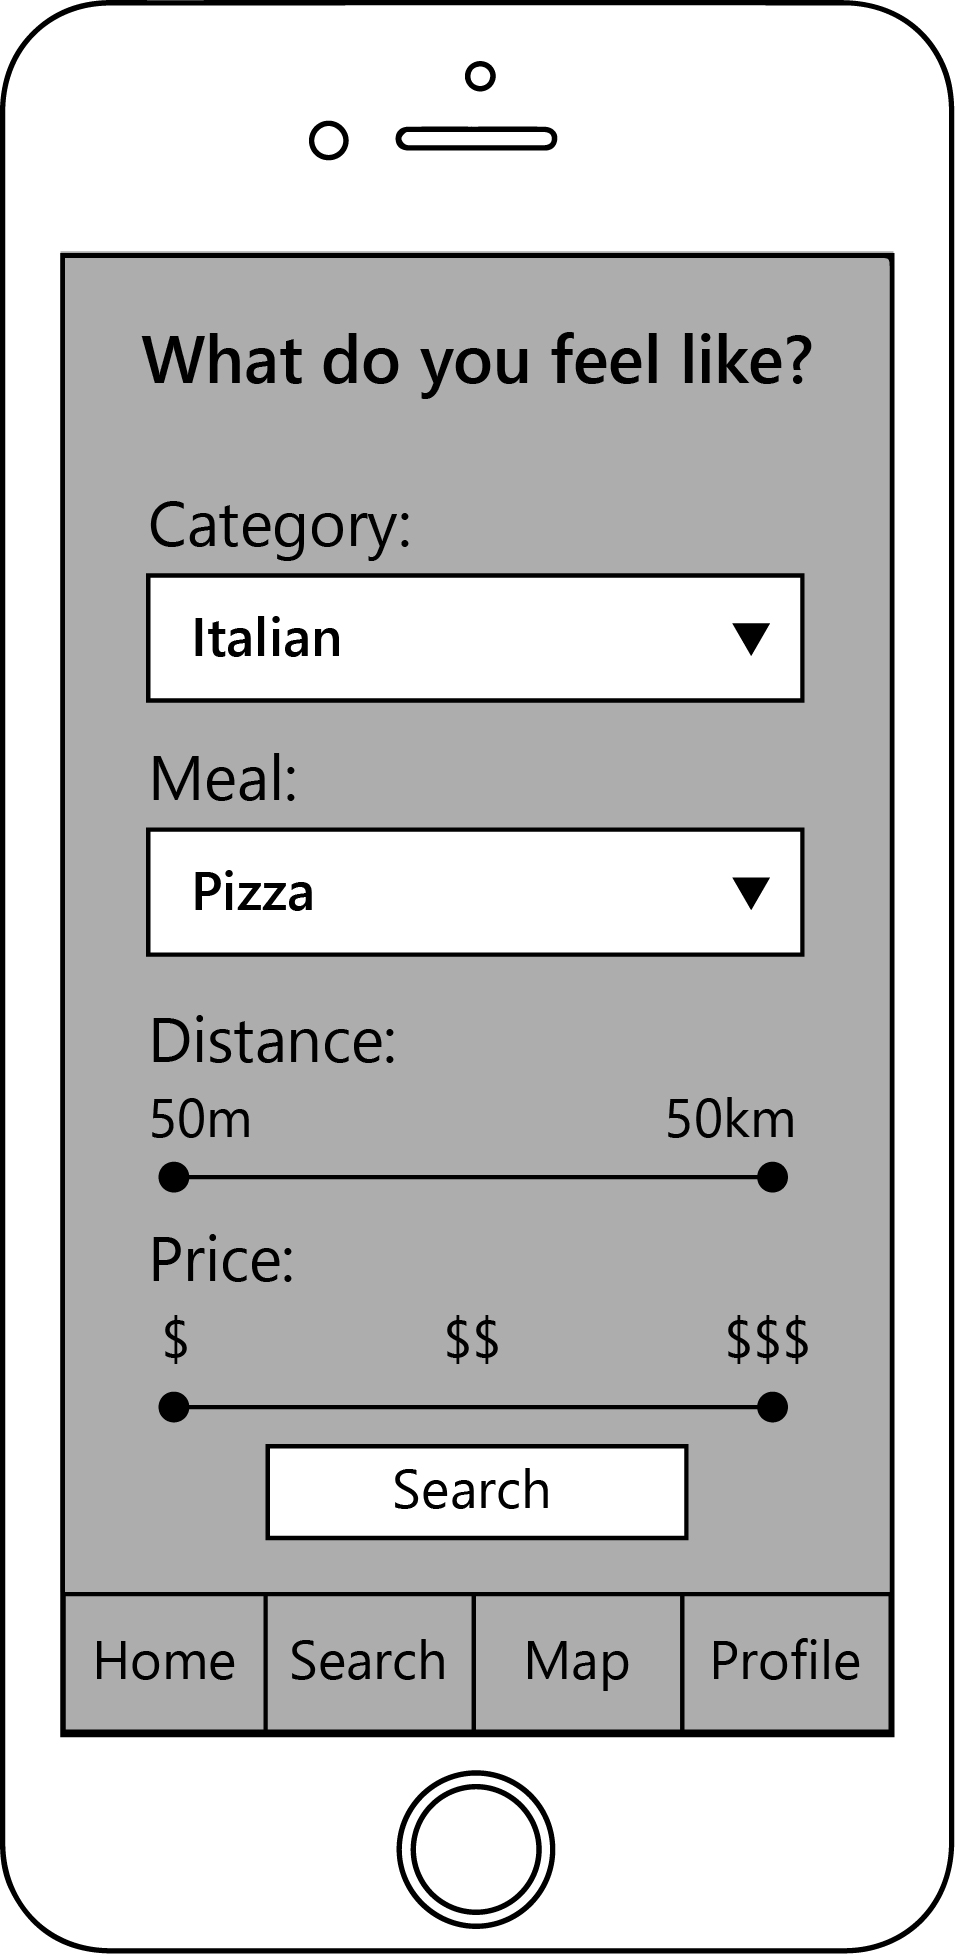 What do you feel like?
Category:
Italian
Meal:
Pizza
Distance:
50m 50km
Price:
$ $$ $$$
Search
Home Search Map Profile